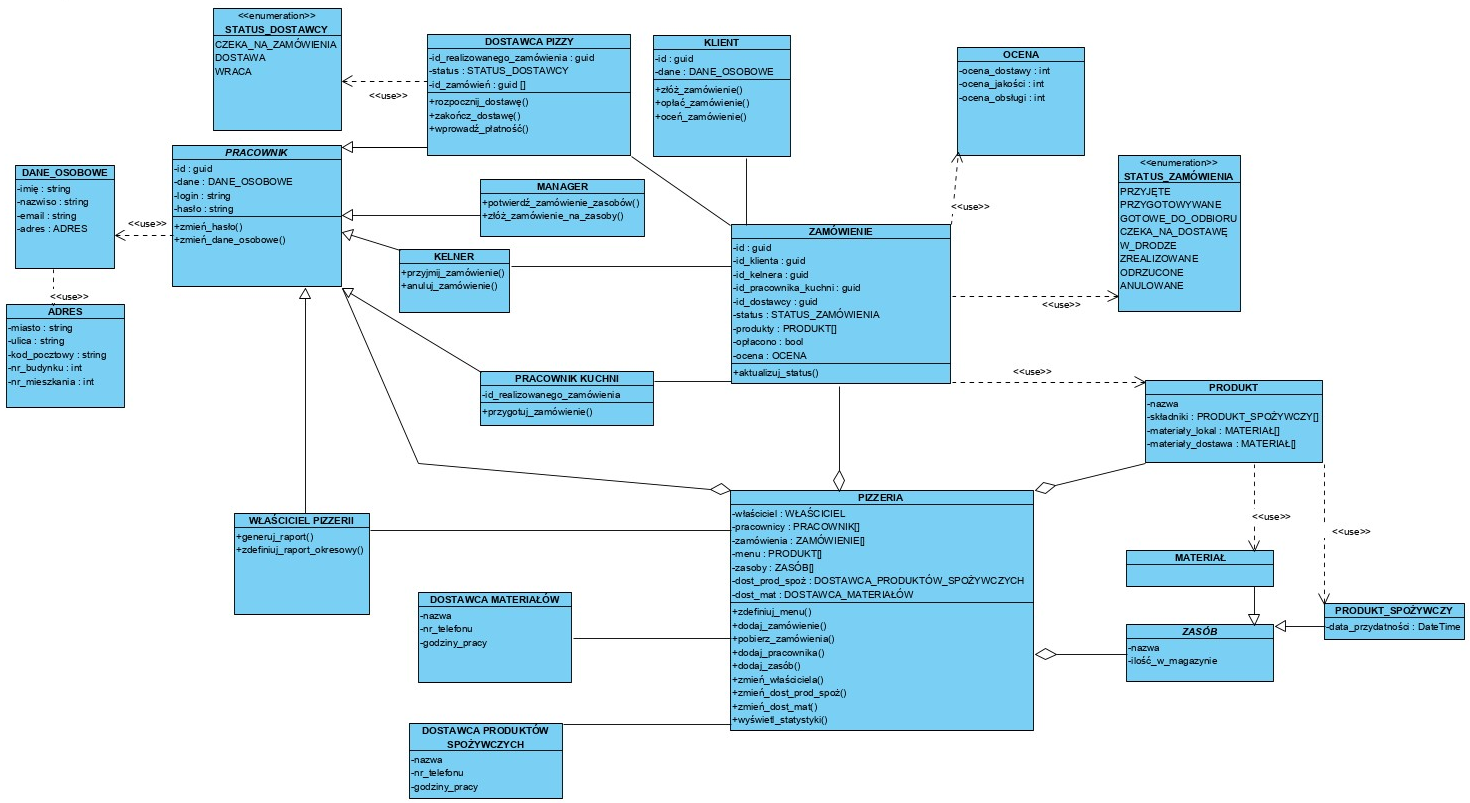 <<enumeration>>
STATUS_DOSTAWCY
CZEKA_NA_ZAMÓWIENIA
DOSTAWA
WRACA
<<use>>
DOSTAWCA PIZZY
-id_realizowanego_zamówienia : guid
-status : STATUS_DOSTAWCY
-id_zamówień : guid []
+rozpocznij_dostawę()
+zakończ_dostawę()
+wprowadź_płatność()
KLIENT
-id : guid
-dane : DANE_OSOBOWE
+złóż_zamówienie()
+opłać_zamówienie()
+oceń_zamówienie()
OCENA
-ocena_dostawy : int
-ocena_jakości : int
-ocena_obsługi : int
<<use>>
<<enumeration>>
STATUS_ZAMÓWIENIA
PRZYJĘTE
PRZYGOTOWYWANE
GOTOWE_DO_ODBIORU
CZEKA_NA_DOSTAWĘ
W_DRODZE
ZREALIZOWANE
ODRZUCONE
ANULOWANE
<<use>>
DANE_OSOBOWE
-imię : string
-nazwiso : string
-email : string
-adres : ADRES
<<use>>
PRACOWNIK
-id : guid
-dane : DANE_OSOBOWE
-login : string
-hasło : string
+zmień_hasło()
+zmień_dane_osobowe()
<<use>>
ADRES
-miasto : string
-ulica : string
-kod_pocztowy : string
-nr_budynku : int
-nr_mieszkania : int
MANAGER
+potwierdź_zamówienie_zasobów()
+złóż_zamówienie_na_zasoby()
KELNER
+przyjmij_zamówienie()
+anuluj_zamówienie()
ZAMÓWIENIE
-id : guid
-id_klienta : guid
-id_kelnera : guid
-id_pracownika_kuchni : guid
-id_dostawcy : guid
-status : STATUS_ZAMÓWIENIA
-produkty : PRODUKT[]
-opłacono : bool
-ocena : OCENA
+aktualizuj_status()
PRACOWNIK KUCHNI
-id_realizowanego_zamówienia
+przygotuj_zamówienie()
<<use>>
PRODUKT
-nazwa
-składniki : PRODUKT_SPOŻYWCZY[]
-materiały_lokal : MATERIAŁ[]
-materiały_dostawa : MATERIAŁ[]
<<use>>
<<use>>
WŁAŚCICIEL PIZZERII
+generuj_raport()
+zdefiniuj_raport_okresowy()
PIZZERIA
-właściciel : WŁAŚCICIEL
-pracownicy : PRACOWNIK[]
-zamówienia : ZAMÓWIENIE[]
-menu : PRODUKT[]
-zasoby : ZASÓB[]
-dost_prod_spoż : DOSTAWCA_PRODUKTÓW_SPOŻYWCZYCH
-dost_mat : DOSTAWCA_MATERIAŁÓW
+zdefiniuj_menu()
+dodaj_zamówienie()
+pobierz_zamówienia()
+dodaj_pracownika()
+dodaj_zasób()
+zmień_właściciela()
+zmień_dost_prod_spoż()
+zmień_dost_mat()
+wyświetl_statystyki()
MATERIAŁ
PRODUKT_SPOŻYWCZY
-data_przydatności : DateTime
ZASÓB
-nazwa
-ilość_w_magazynie
DOSTAWCA MATERIAŁÓW
-nazwa
-nr_telefonu
-godziny_pracy
DOSTAWCA PRODUKTÓW
SPOŻYWCZYCH
-nazwa
-nr_telefonu
-godziny_pracy